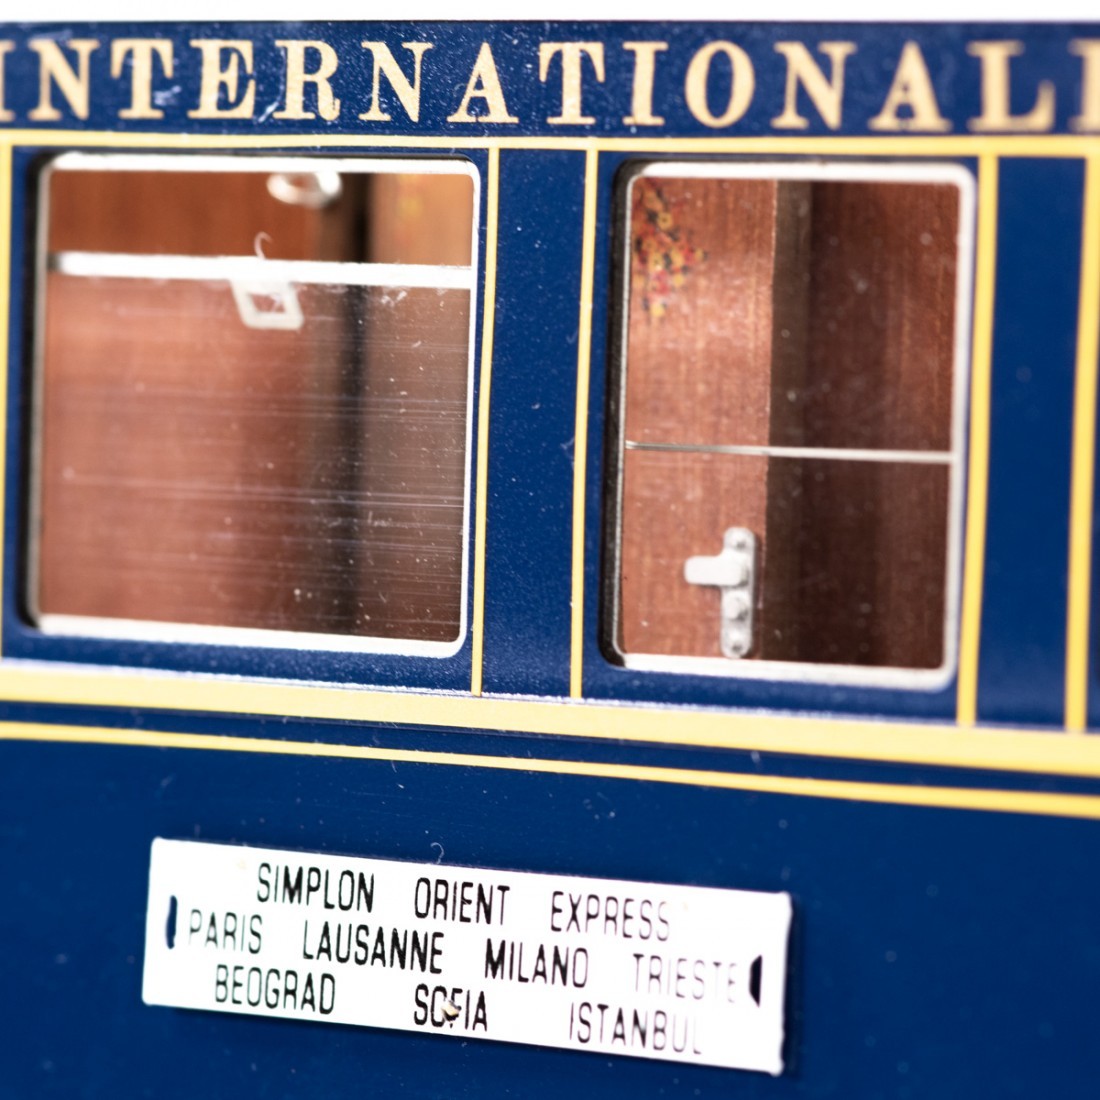 INTERNATIONAL
SIMPLON ORIENT EXPRESS
PARIS LAUSANNE MILANO TRIESTE
BEOGRAD SOFIA ISTANBUL